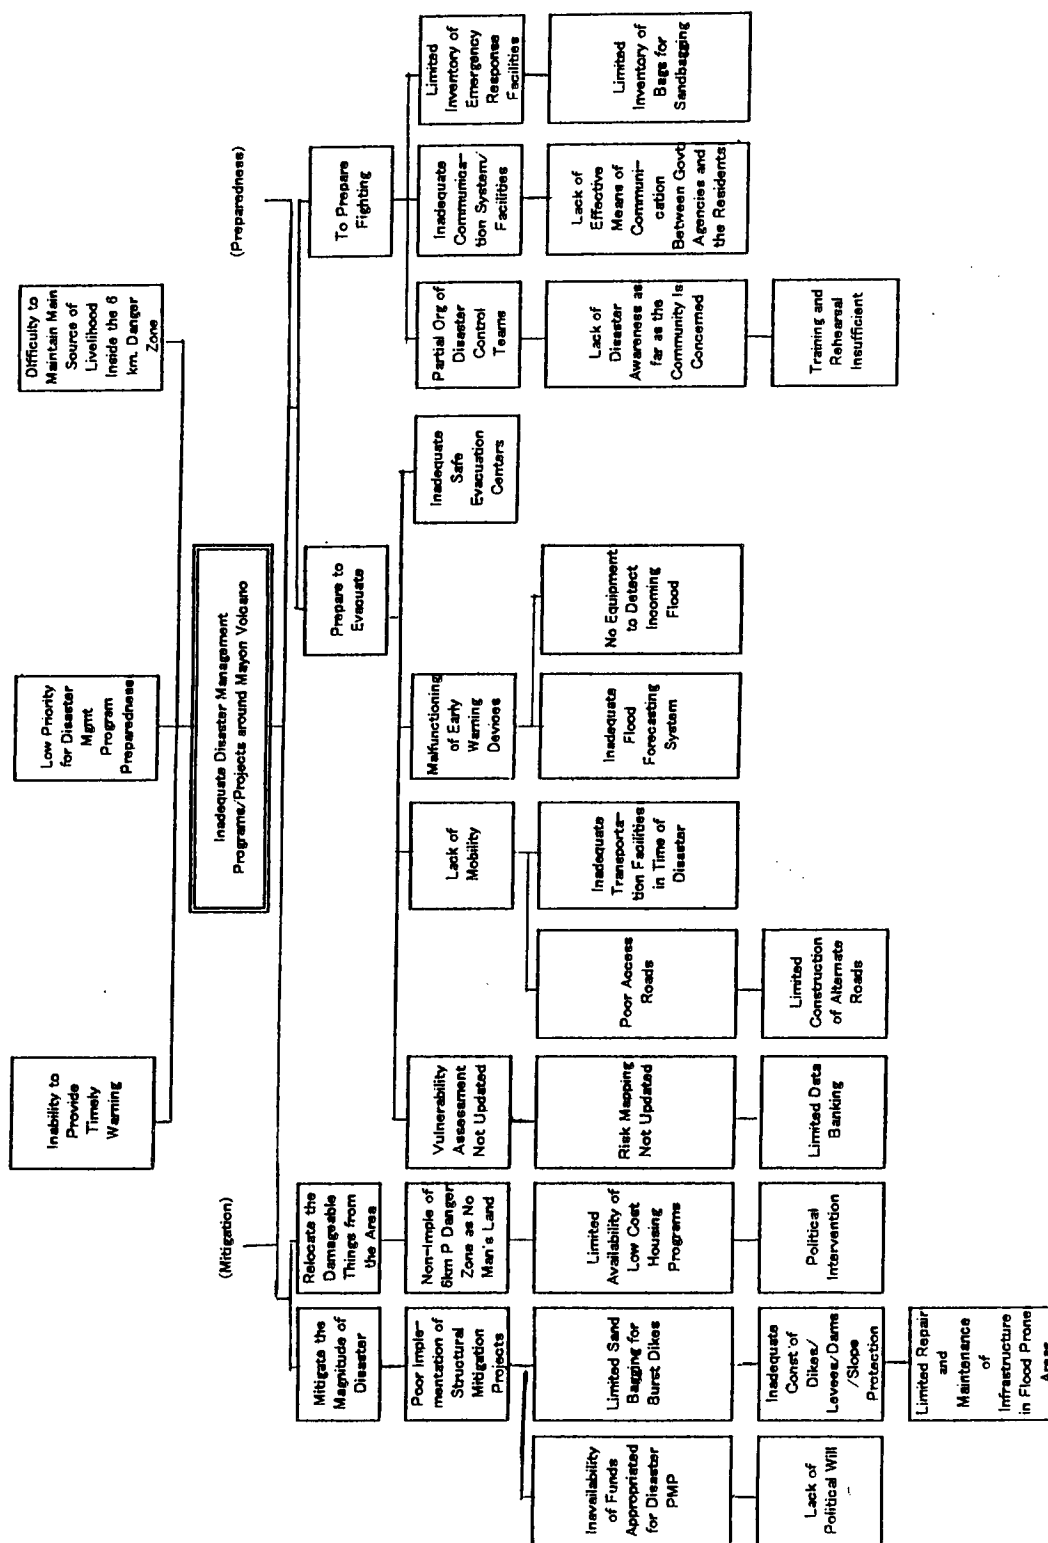 Inability to
Provide
Timely
Warning
Low Priority
for Disaster
Mgmt
Program
Preparedness
Difficulty to
Maintain Main
Source of
Livelihood
Inside the 6
km. Danger
Zone
Inadequate Disaster Management
Programs/Projects around Mayon Volcano
(Mitigation)
(Preparedness)
Mitigate the
Magnitude of
Disaster
Relocate the
Damageable
Things from
the Area
Prepare to
Evacuate
To Prepare
Fighting
Poor Imple-
mentation of
Structural
Mitigation
Projects
Non-Imple of
6km P Danger
Zone as No
Man's Land
Vulnerability
Assessment
Not Updated
Lack of
Mobility
Malfunctioning
of Early
Warning
Devices
Inadequate
Safe
Evacuation
Centers
Partial Org of
Disaster
Control
Teams
Inadequate
Communica-
tion System/
Facilities
Limited
Inventory of
Emergency
Response
Facilities
Inavailability
of Funds
Appropriated
for Disaster
PMP
Limited Sand
Bagging for
Burst Dikes
Limited
Availability of
Low Cost
Housing
Programs
Risk Mapping
Not Updated
Poor Access
Roads
Inadequate
Transporta-
tion Facilities
in Time of
Disaster
Inadequate
Flood
Forecasting
System
No Equipment
to Detect
Incoming
Flood
Lack of
Disaster
Awareness as
far as the
Community Is
Concerned
Lack of
Effective
Means of
Communi-
cation
Between Govt
Agencies and
the Residents
Limited
Inventory of
Bags for
Sandbagging
Lack of
Political Will
Inadequate
Const'of
Dikes/
Levees/Dams
/Slope
Protection
Political
Intervention
Limited Data
Banking
Limited
Construction
of Alternate
Roads
Training and
Rehearsal
Insufficient
Limited Repair
and
Maintenance
of
Infrastructure
in Flood Prone
Areas